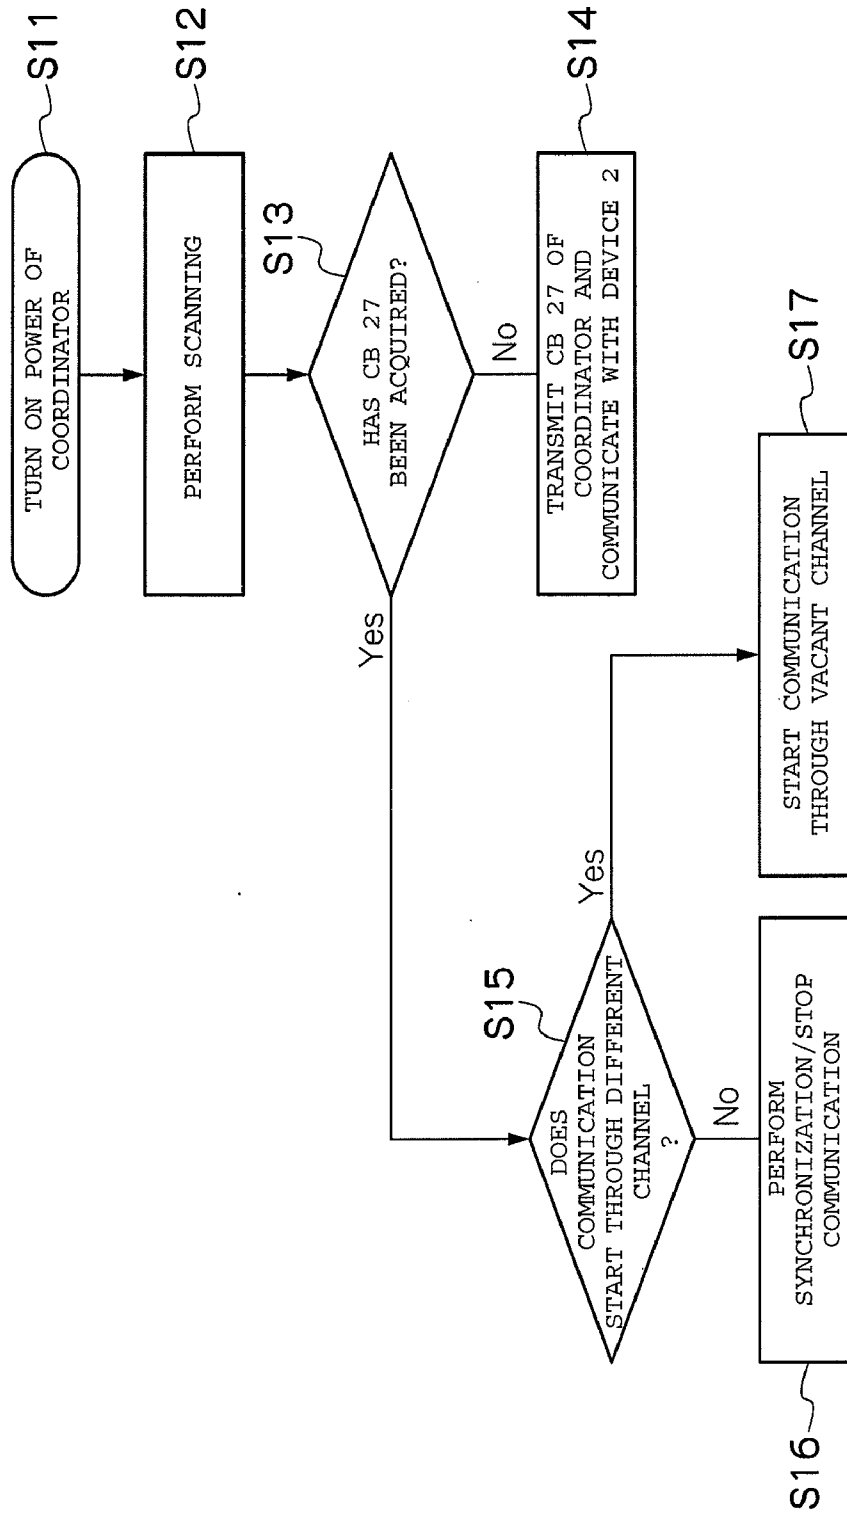 S11
TURN ON POWER OF
COORDINATOR
S12
PERFORM SCANNING
S13
HAS CB 27
BEEN ACQUIRED?
Yes
No
S14
TRANSMIT CB 27 OF
COORDINATOR AND
COMMUNICATE WITH DEVICE 2
S15
DOES
COMMUNICATION
START THROUGH DIFFERENT
CHANNEL
?
Yes
No
S16
PERFORM
SYNCHRONIZATION/STOP
COMMUNICATION
S17
START COMMUNICATION
THROUGH VACANT CHANNEL